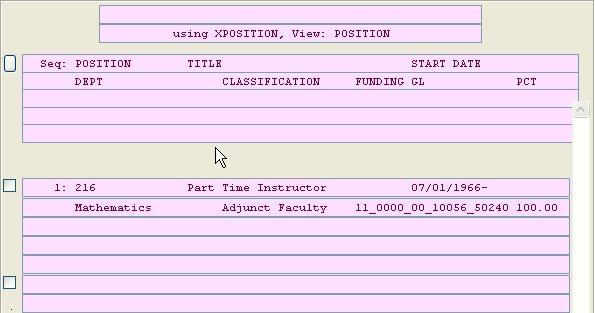 using XPOSITION, View: POSITION
Seq: POSITION TITLE START DATE
DEPT CLASSIFICATION FUNDING GL PCT
1: 216 Part Time Instructor 07/01/1966-
Mathematics Adjunct Faculty 11_0000_00_10056_50240 100.00